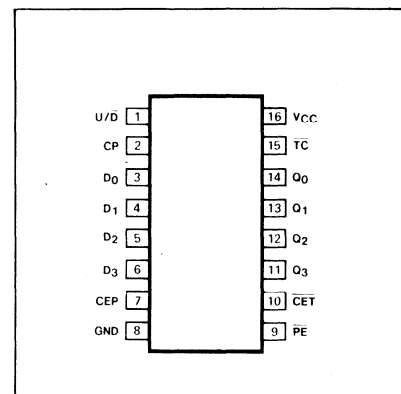 U/D̅ 1 16 VCC
CP 2 15 T̅C̅
D0 3 14 Q0
D1 4 13 Q1
D2 5 12 Q2
D3 6 11 Q3
CEP 7 10 C̅E̅T̅
GND 8 9 P̅E̅